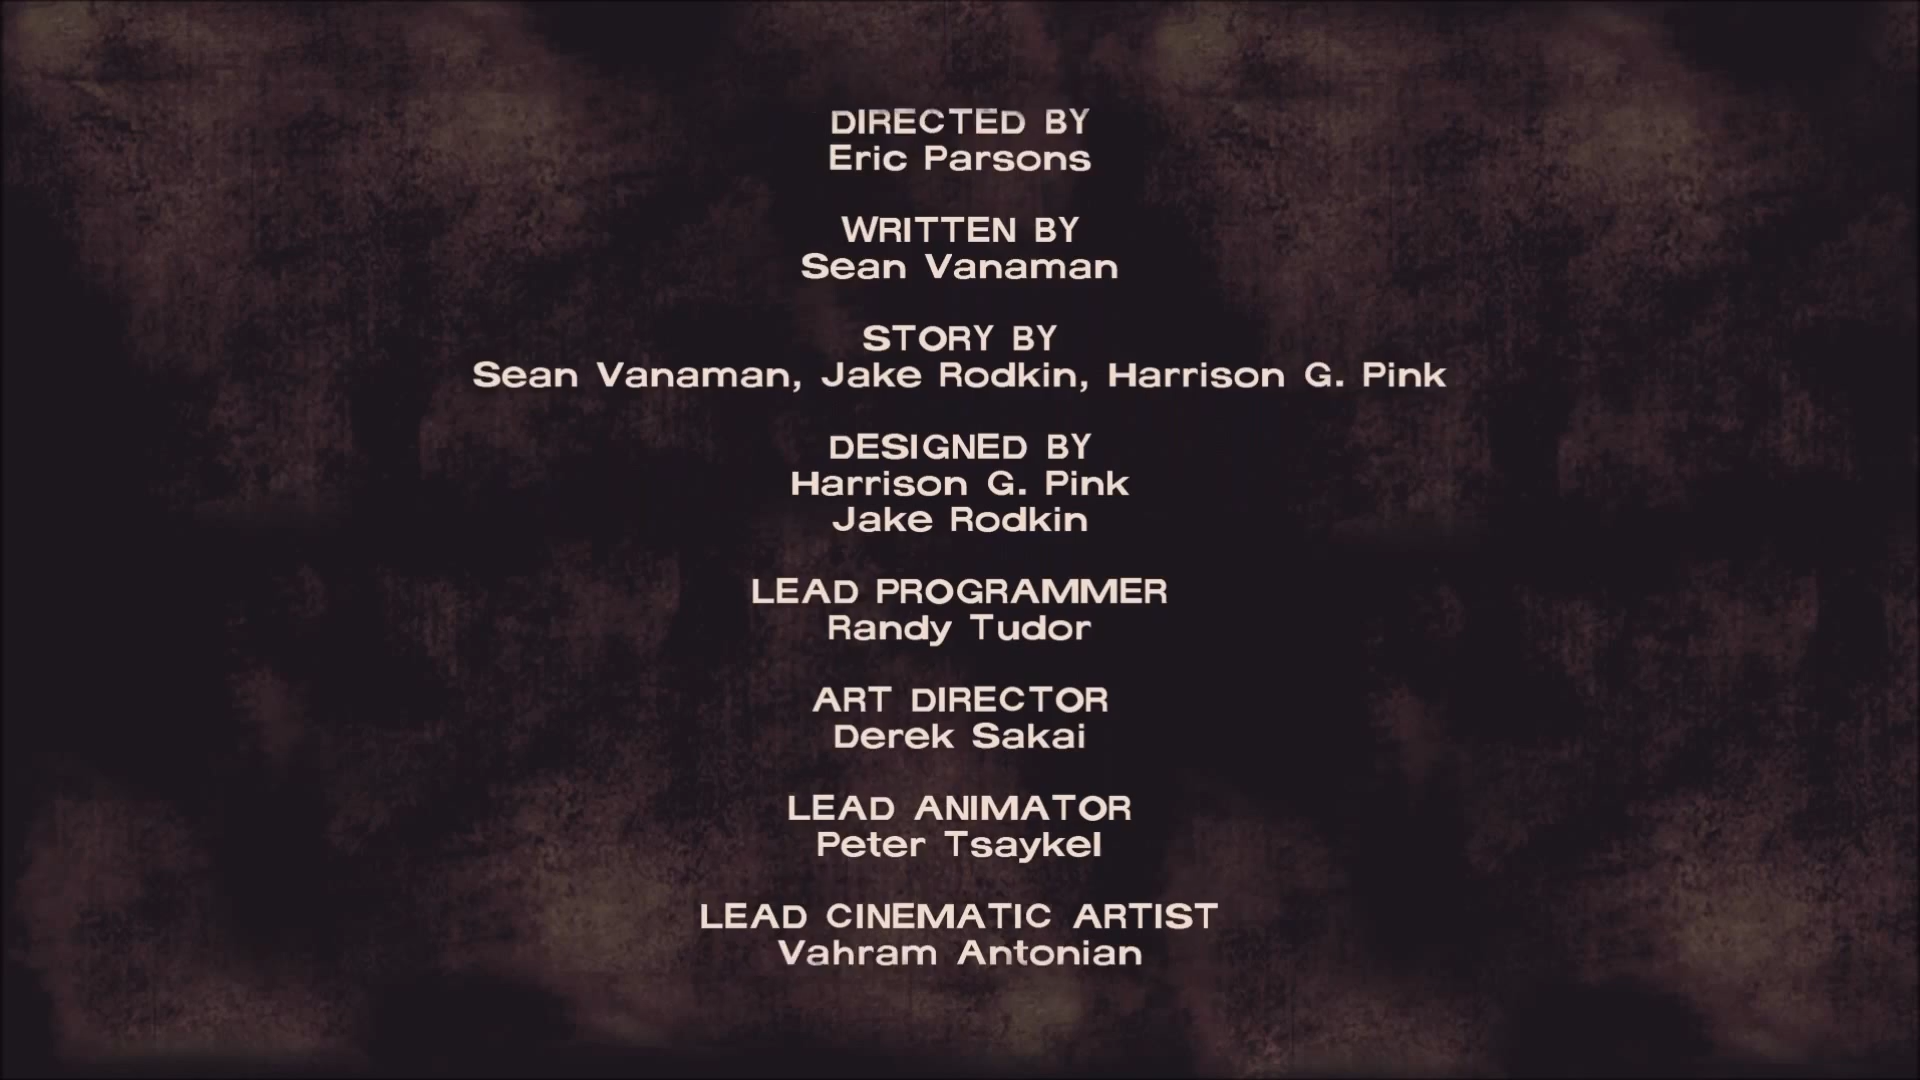 DIRECTED BY
Eric Parsons
WRITTEN BY
Sean Vanaman
STORY BY
Sean Vanaman, Jake Rodkin, Harrison G. Pink
DESIGNED BY
Harrison G. Pink
Jake Rodkin
LEAD PROGRAMMER
Randy Tudor
ART DIRECTOR
Derek Sakai
LEAD ANIMATOR
Peter Tsaykel
LEAD CINEMATIC ARTIST
Vahram Antonian